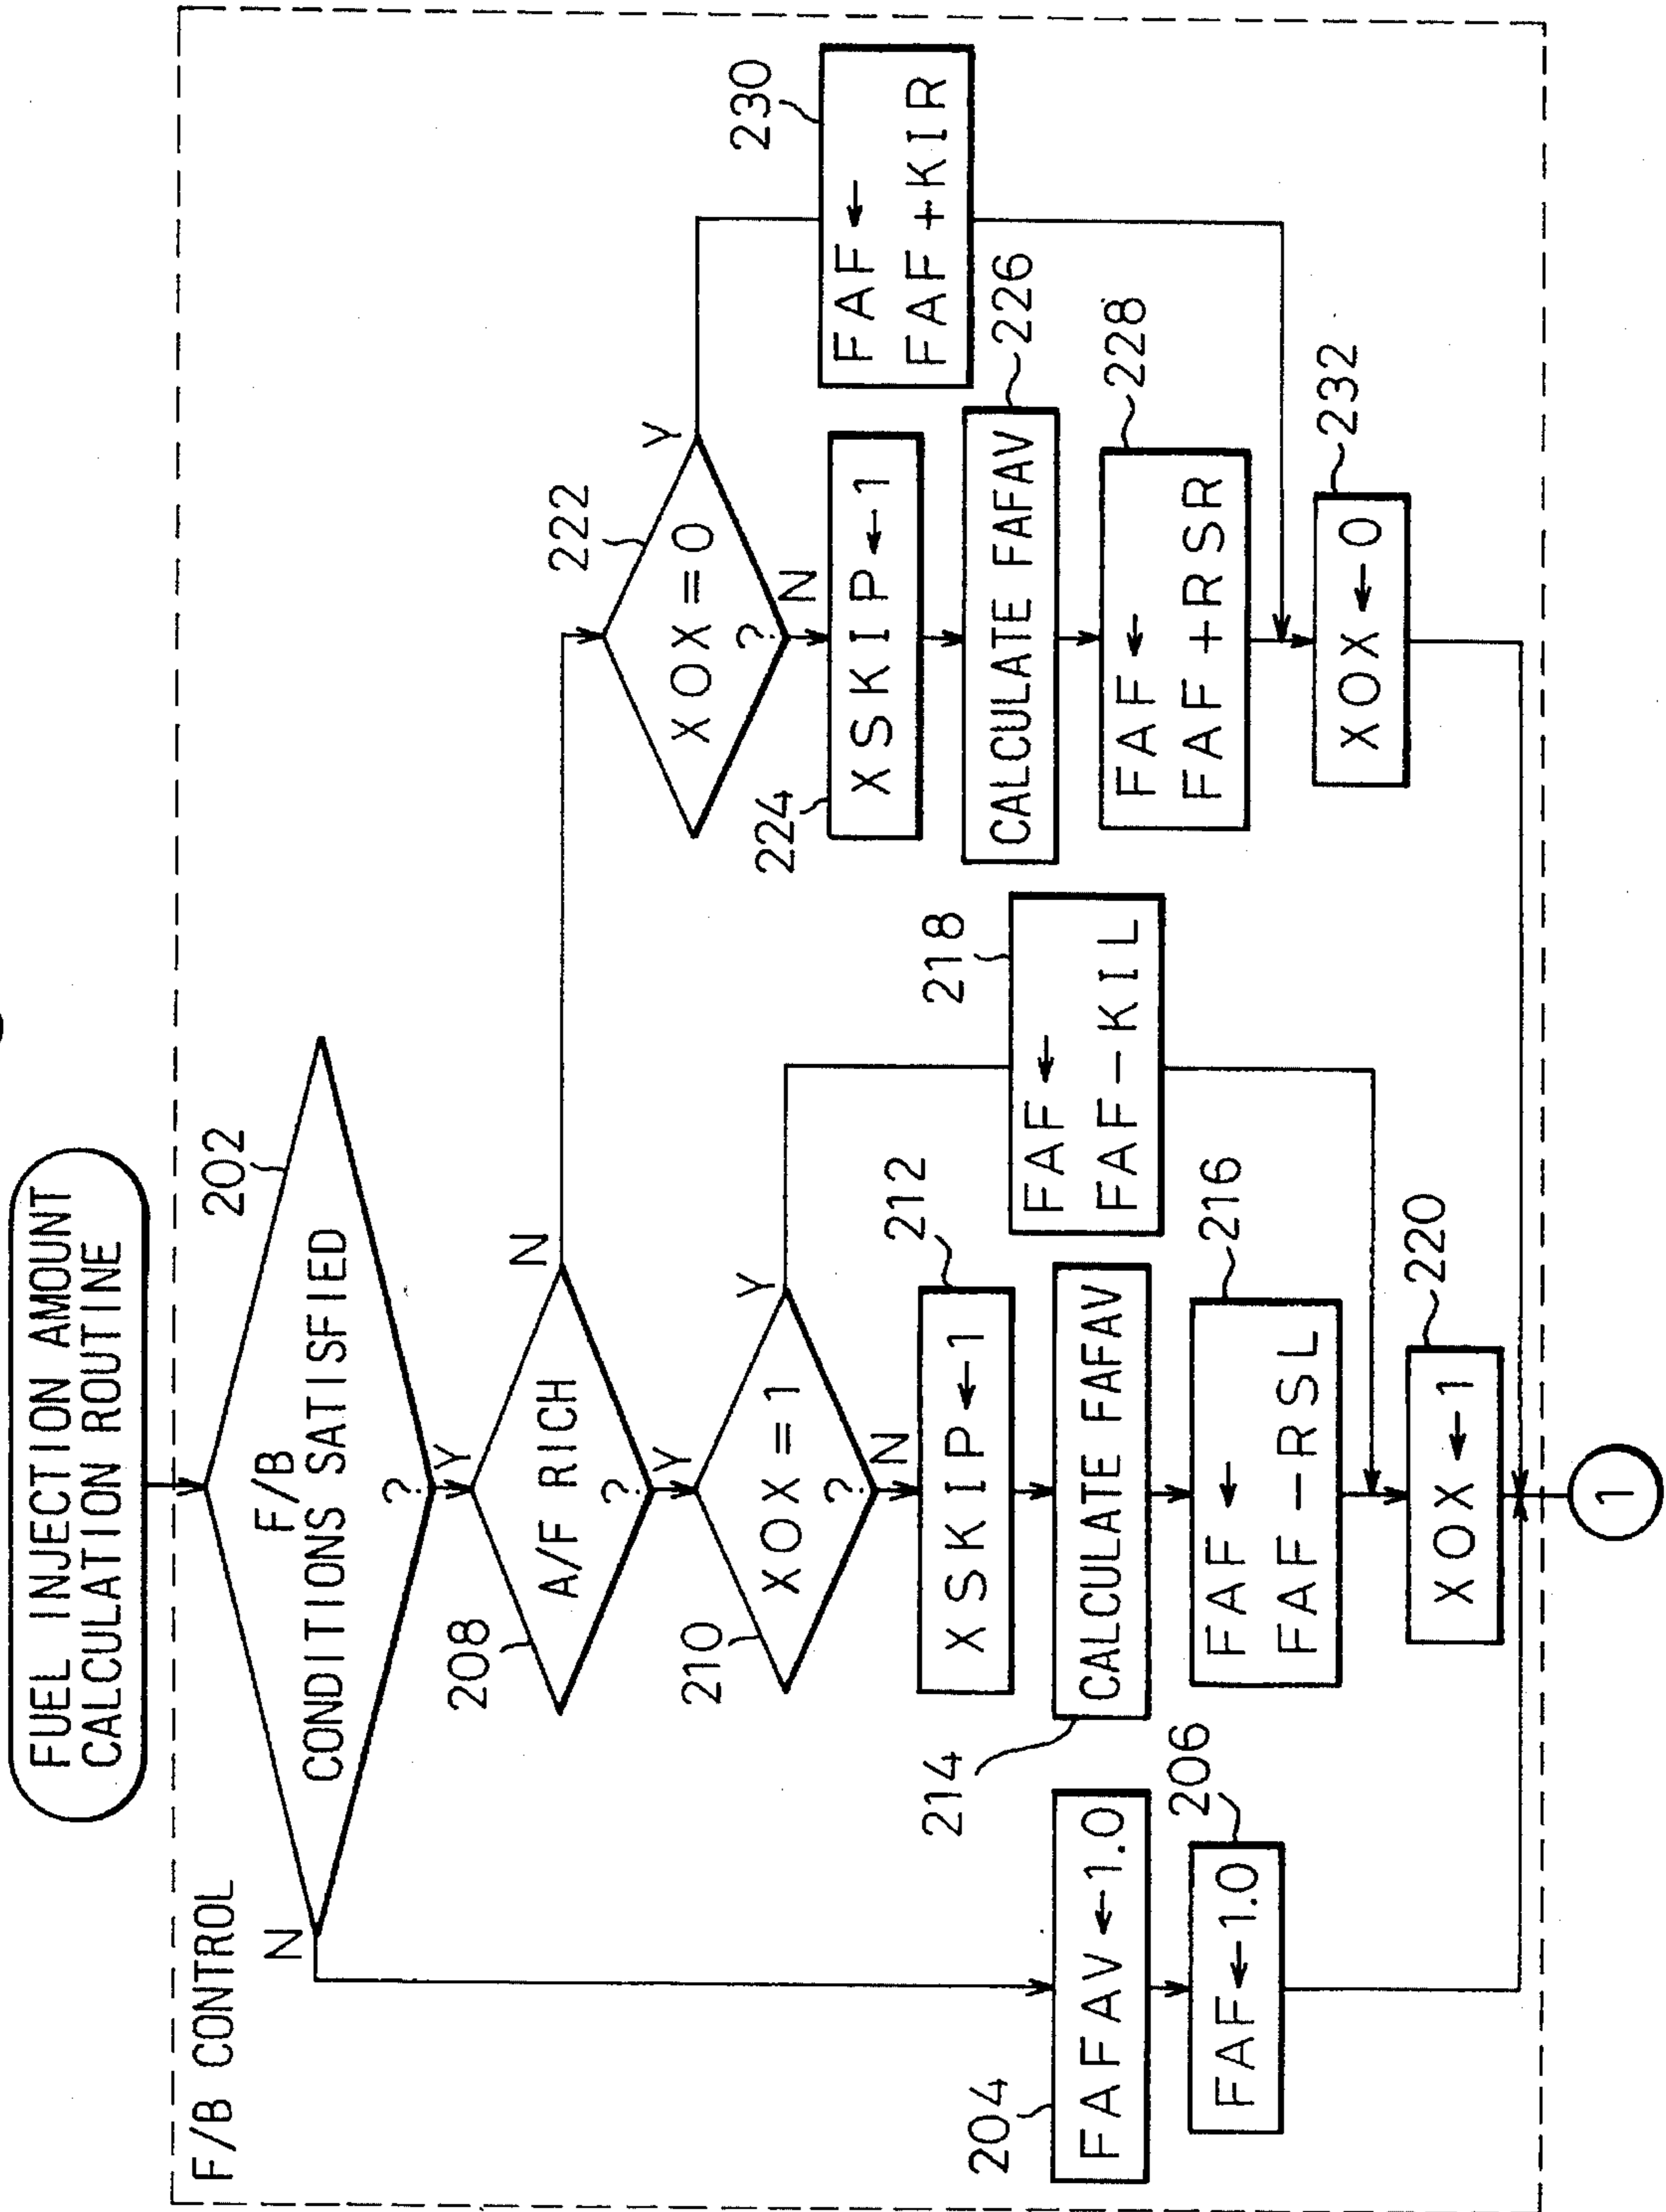 FUEL INJECTION AMOUNT
CALCULATION ROUTINE
F/B CONTROL
202
F/B
CONDITIONS SATISFIED
?
N
Y
208
A/F RICH
?
N
Y
210
XOX=1
?
Y
N
222
XOX=0
?
Y
N
204
FAFAV←1.0
206
FAF←1.0
212
XSKIP←1
214
CALCULATE FAFAV
216
FAF←
FAF-RSL
218
FAF←
FAF-KIL
220
XOX←1
224
XSKIP←1
226
CALCULATE FAFAV
228
FAF←
FAF+RSR
230
FAF←
FAF+KIR
232
XOX←0
1